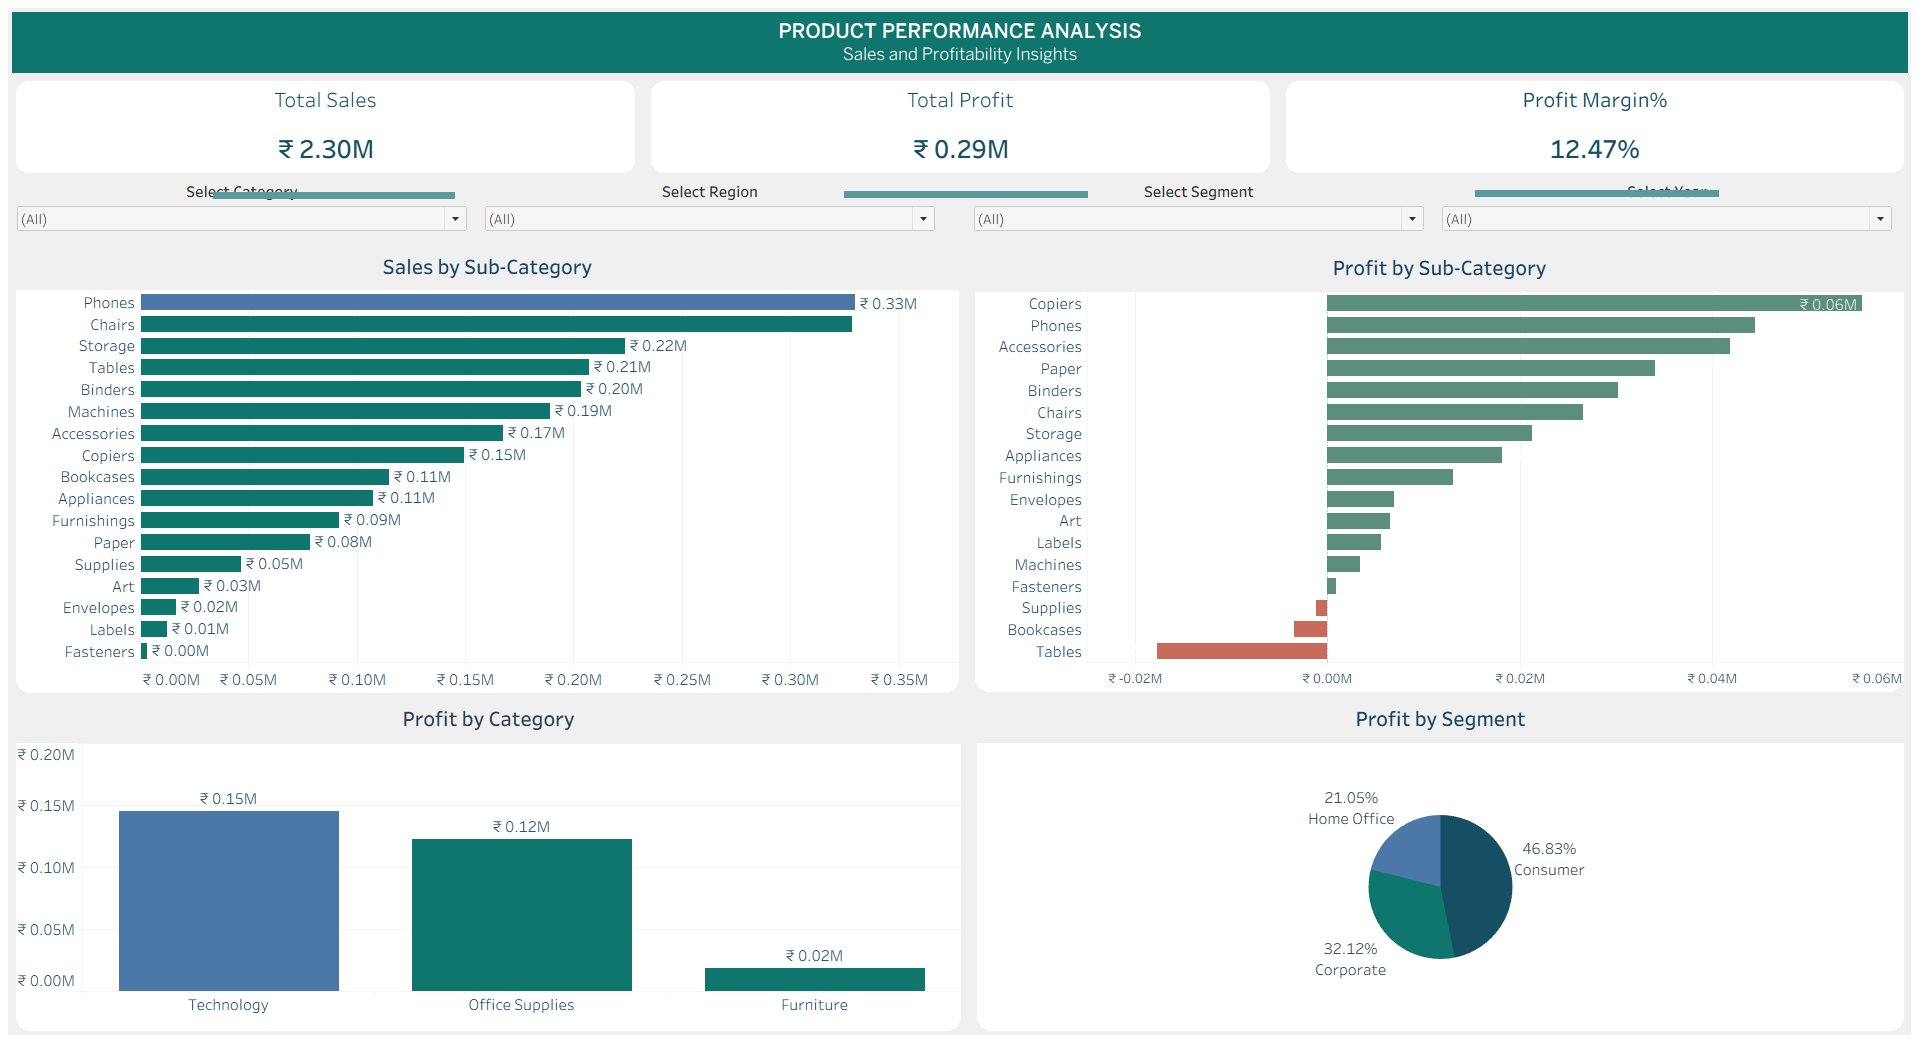 PRODUCT PERFORMANCE ANALYSIS
Sales and Profitability Insights
Total Sales
₹ 2.30M
Total Profit
₹ 0.29M
Profit Margin%
12.47%
Select Category
Select Region
Select Segment
Select Year
(All)
(All)
(All)
(All)
Sales by Sub-Category
Phones ₹ 0.33M
Chairs
Storage ₹ 0.22M
Tables ₹ 0.21M
Binders ₹ 0.20M
Machines ₹ 0.19M
Accessories ₹ 0.17M
Copiers ₹ 0.15M
Bookcases ₹ 0.11M
Appliances ₹ 0.11M
Furnishings ₹ 0.09M
Paper ₹ 0.08M
Supplies ₹ 0.05M
Art ₹ 0.03M
Envelopes ₹ 0.02M
Labels ₹ 0.01M
Fasteners ₹ 0.00M
₹ 0.00M ₹ 0.05M ₹ 0.10M ₹ 0.15M ₹ 0.20M ₹ 0.25M ₹ 0.30M ₹ 0.35M
Profit by Sub-Category
Copiers ₹ 0.06M
Phones
Accessories
Paper
Binders
Chairs
Storage
Appliances
Furnishings
Envelopes
Art
Labels
Machines
Fasteners
Supplies
Bookcases
Tables
₹ -0.02M ₹ 0.00M ₹ 0.02M ₹ 0.04M ₹ 0.06M
Profit by Category
₹ 0.20M
₹ 0.15M
₹ 0.10M
₹ 0.05M
₹ 0.00M
₹ 0.15M
₹ 0.12M
₹ 0.02M
Technology Office Supplies Furniture
Profit by Segment
21.05%
Home Office
46.83%
Consumer
32.12%
Corporate